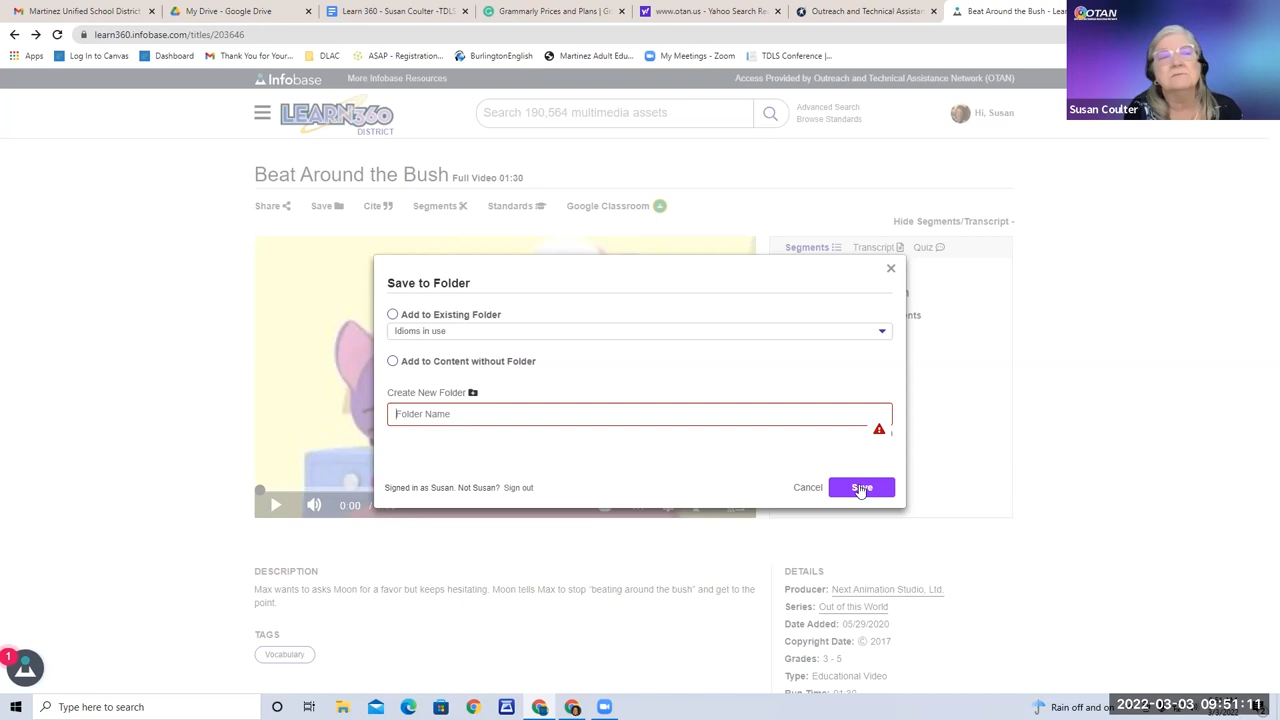 Martinez Unified School District
My Drive - Google Drive
Learn 360 - Susan Coulter -TDLS
Grammarly Prices and Plans | G
www.otan.us - Yahoo Search Re
Outreach and Technical Assistan
Beat Around the Bush - Le
learn360.infobase.com/titles/203646
Apps
Log In to Canvas
Dashboard
Thank You for Your...
DLAC
ASAP - Registration...
BurlingtonEnglish
Martinez Adult Edu...
My Meetings - Zoom
TDLS Conference |...
OTAN
Susan Coulter
Infobase
More Infobase Resources
Access Provided by Outreach and Technical Assistance Network (OTAN)
LEARN360
DISTRICT
Search 190,564 multimedia assets
Advanced Search
Browse Standards
Hi, Susan
Beat Around the Bush Full Video 01:30
Share
Save
Cite
Segments
Standards
Google Classroom
Hide Segments/Transcript -
Segments
Transcript
Quiz
Save to Folder
Add to Existing Folder
Idioms in use
Add to Content without Folder
Create New Folder
Folder Name
Signed in as Susan. Not Susan? Sign out
Cancel
Save
0:00 /
DESCRIPTION
Max wants to asks Moon for a favor but keeps hesitating. Moon tells Max to stop "beating around the bush" and get to the
point.
TAGS
Vocabulary
DETAILS
Producer: Next Animation Studio, Ltd.
Series: Out of this World
Date Added: 05/29/2020
Copyright Date: © 2017
Grades: 3 - 5
Type: Educational Video
Run Time: 01:30
1
Type here to search
Rain off and on
2022-03-03 09:51:11